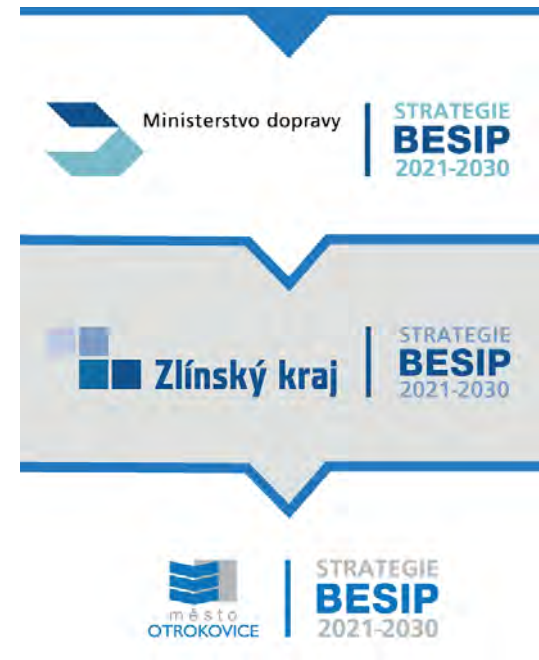 Ministerstvo dopravy
STRATEGIE
BESIP
2021-2030
Zlínský kraj
STRATEGIE
BESIP
2021-2030
město
OTROKOVICE
STRATEGIE
BESIP
2021-2030